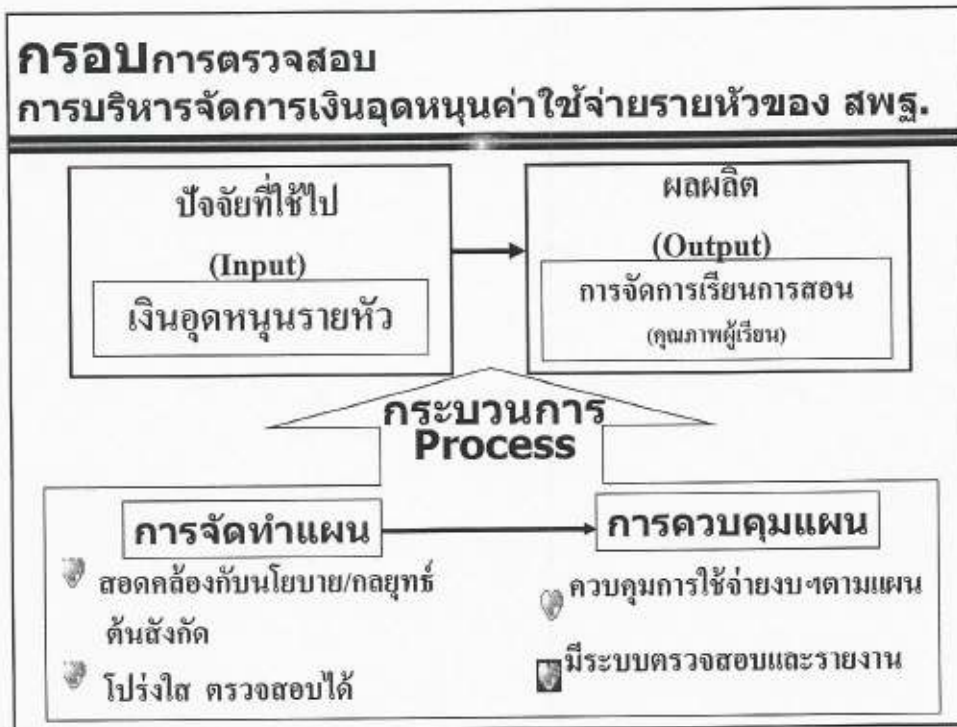 กรอบการตรวจสอบ
การบริหารจัดการเงินอุดหนุนค่าใช้จ่ายรายหัวของ สพฐ.
ปัจจัยที่ใช้ไป
(Input)
เงินอุดหนุนรายหัว
ผลผลิต
(Output)
การจัดการเรียนการสอน
(คุณภาพผู้เรียน)
กระบวนการ
Process
การจัดทำแผน
สอดคล้องกับนโยบาย/กลยุทธ์
ต้นสังกัด
โปร่งใส ตรวจสอบได้
การควบคุมแผน
ควบคุมการใช้จ่ายงบฯตามแผน
มีระบบตรวจสอบและรายงาน